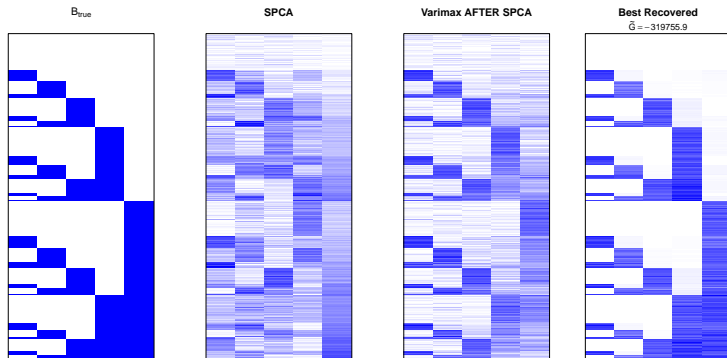 B_true
SPCA
Varimax AFTER SPCA
Best Recovered
G̃ = −319755.9